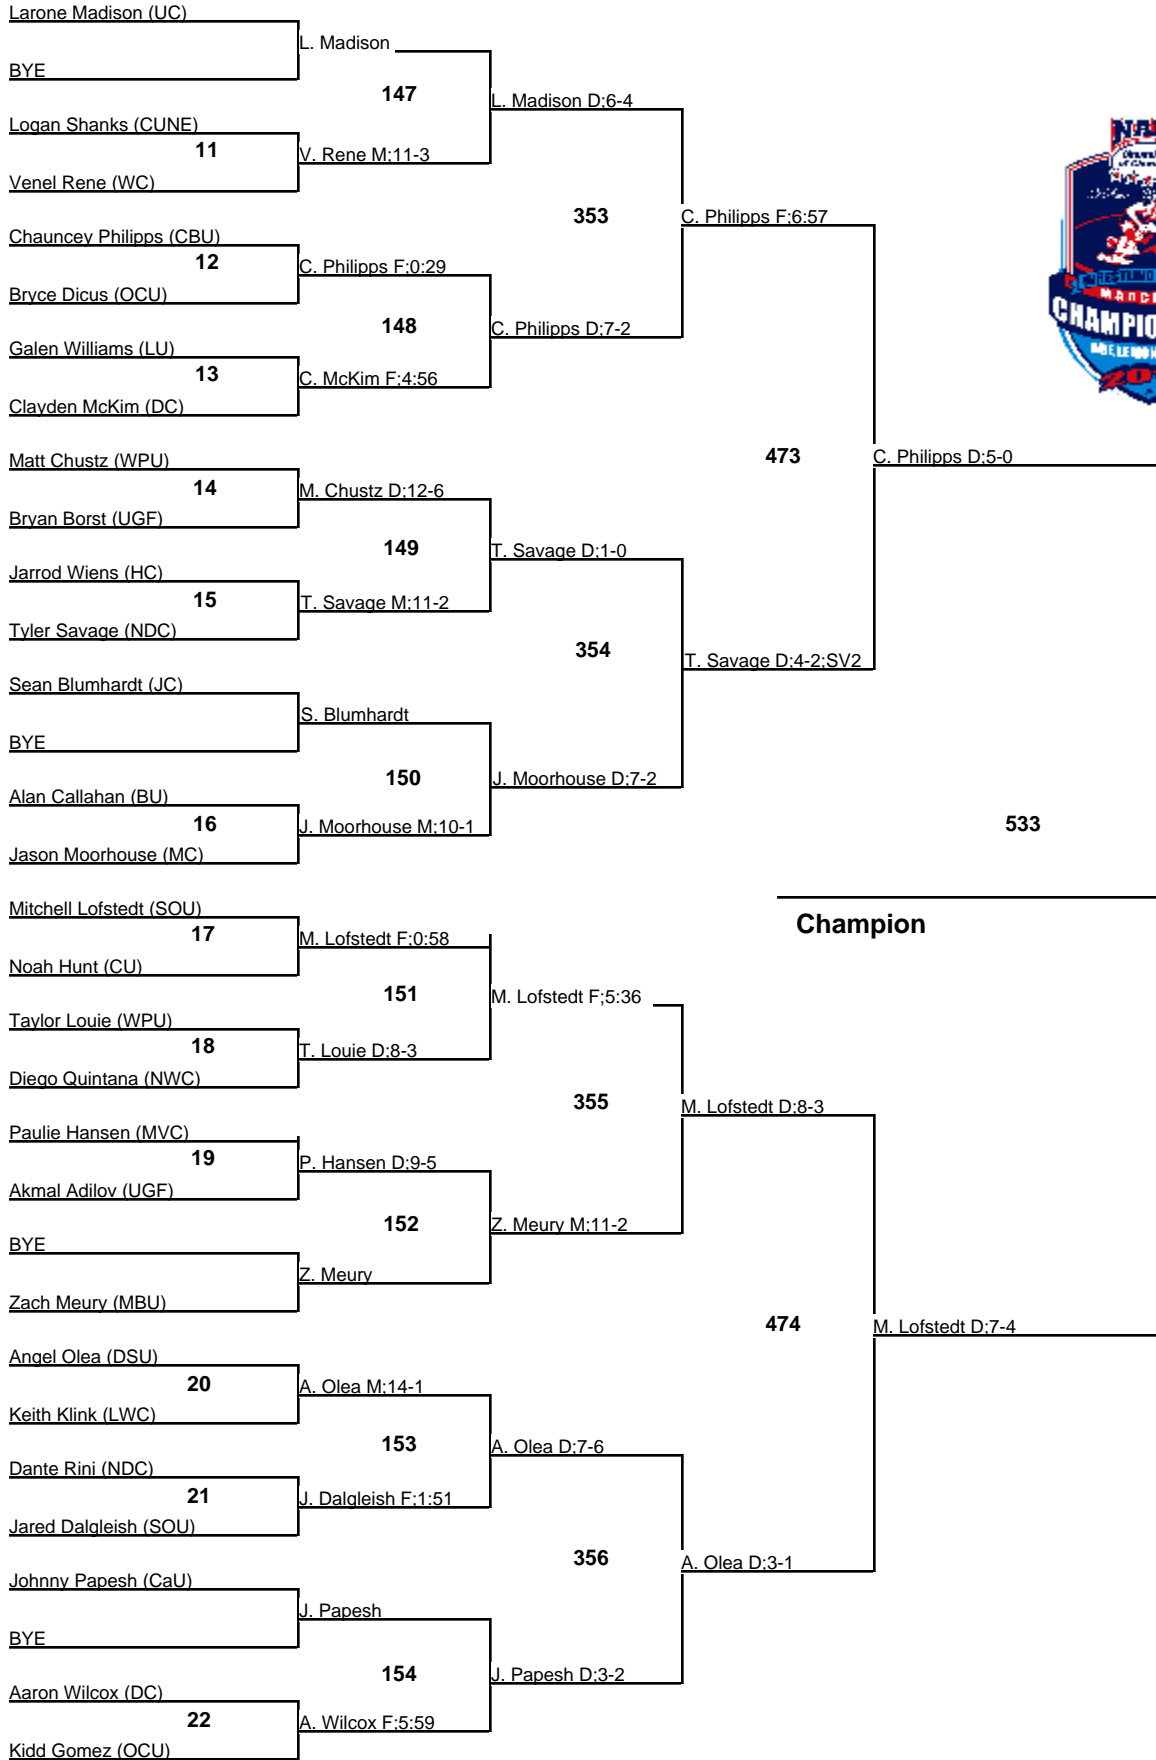 Larone Madison (UC)
L. Madison
BYE
147
L. Madison D;6-4
Logan Shanks (CUNE)
11
V. Rene M;11-3
Venel Rene (WC)
353
C. Philipps F;6:57
Chauncey Philipps (CBU)
12
C. Philipps F;0:29
Bryce Dicus (OCU)
148
C. Philipps D;7-2
Galen Williams (LU)
13
C. McKim F;4:56
Clayden McKim (DC)
473
C. Philipps D;5-0
Matt Chustz (WPU)
14
M. Chustz D;12-6
Bryan Borst (UGF)
149
T. Savage D;1-0
Jarrod Wiens (HC)
15
T. Savage M;11-2
Tyler Savage (NDC)
354
T. Savage D;4-2;SV2
Sean Blumhardt (JC)
S. Blumhardt
BYE
150
J. Moorhouse D;7-2
Alan Callahan (BU)
16
J. Moorhouse M;10-1
Jason Moorhouse (MC)
533
Champion
Mitchell Lofstedt (SOU)
17
M. Lofstedt F;0:58
Noah Hunt (CU)
151
M. Lofstedt F;5:36
Taylor Louie (WPU)
18
T. Louie D;8-3
Diego Quintana (NWC)
355
M. Lofstedt D;8-3
Paulie Hansen (MVC)
19
P. Hansen D;9-5
Akmal Adilov (UGF)
152
Z. Meury M;11-2
BYE
Z. Meury
Zach Meury (MBU)
474
M. Lofstedt D;7-4
Angel Olea (DSU)
20
A. Olea M;14-1
Keith Klink (LWC)
153
A. Olea D;7-6
Dante Rini (NDC)
21
J. Dalgleish F;1:51
Jared Dalgleish (SOU)
356
A. Olea D;3-1
Johnny Papesh (CaU)
J. Papesh
BYE
154
J. Papesh D;3-2
Aaron Wilcox (DC)
22
A. Wilcox F;5:59
Kidd Gomez (OCU)